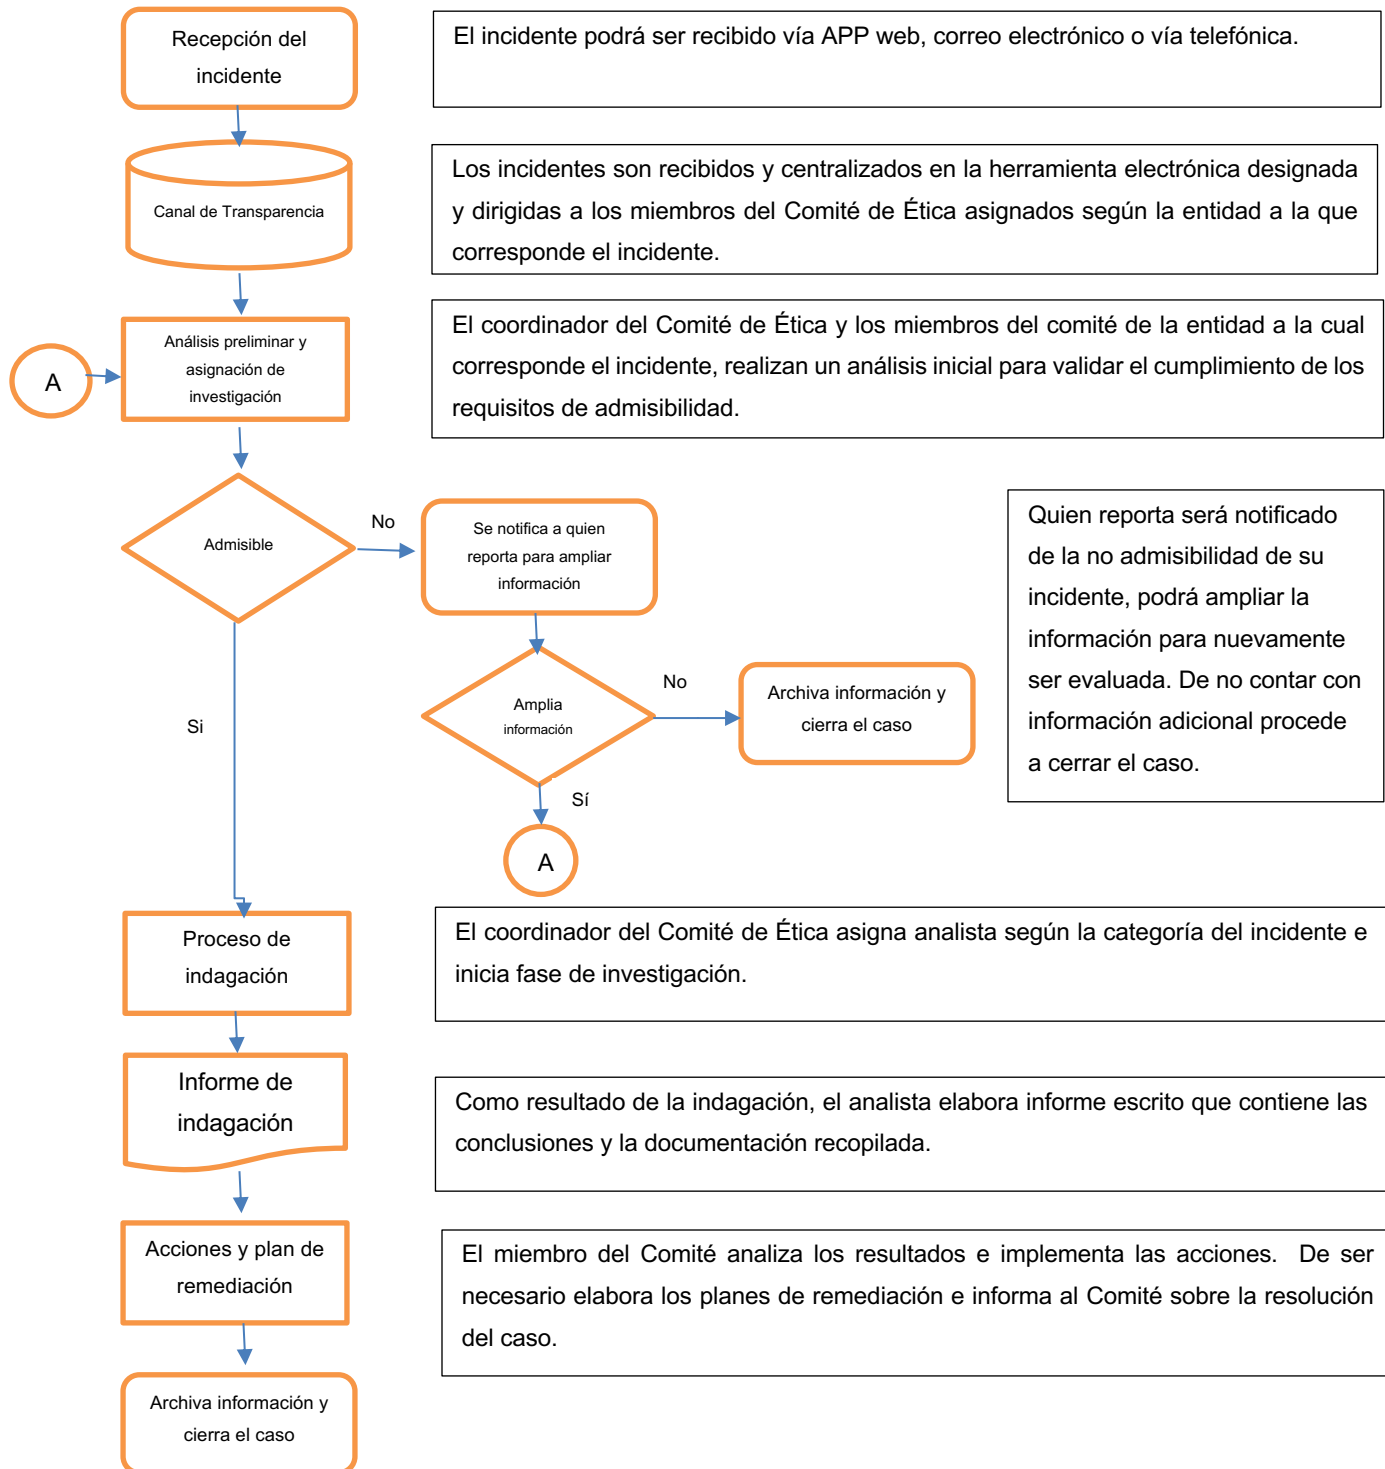 Recepción del
incidente
El incidente podrá ser recibido vía APP web, correo electrónico o vía telefónica.
Canal de Transparencia
Los incidentes son recibidos y centralizados en la herramienta electrónica designada
y dirigidas a los miembros del Comité de Ética asignados según la entidad a la que
corresponde el incidente.
A
Análisis preliminar y
asignación de
investigación
El coordinador del Comité de Ética y los miembros del comité de la entidad a la cual
corresponde el incidente, realizan un análisis inicial para validar el cumplimiento de los
requisitos de admisibilidad.
Admisible
No
Se notifica a quien
reporta para ampliar
información
Quien reporta será notificado
de la no admisibilidad de su
incidente, podrá ampliar la
información para nuevamente
ser evaluada. De no contar con
información adicional procede
a cerrar el caso.
Si
Amplia
información
No
Archiva información y
cierra el caso
Sí
A
Proceso de
indagación
El coordinador del Comité de Ética asigna analista según la categoría del incidente e
inicia fase de investigación.
Informe de
indagación
Como resultado de la indagación, el analista elabora informe escrito que contiene las
conclusiones y la documentación recopilada.
Acciones y plan de
remediación
El miembro del Comité analiza los resultados e implementa las acciones. De ser
necesario elabora los planes de remediación e informa al Comité sobre la resolución
del caso.
Archiva información y
cierra el caso